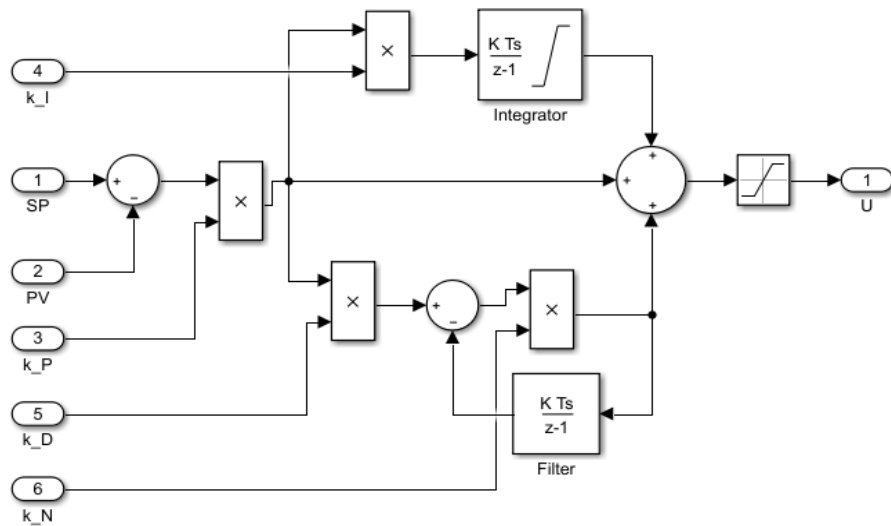 ×
K Ts
z-1
Integrator
4
k_I
+
+
+
1
SP
+
−
×
1
U
2
PV
×
+
−
×
3
k_P
K Ts
z-1
Filter
5
k_D
6
k_N